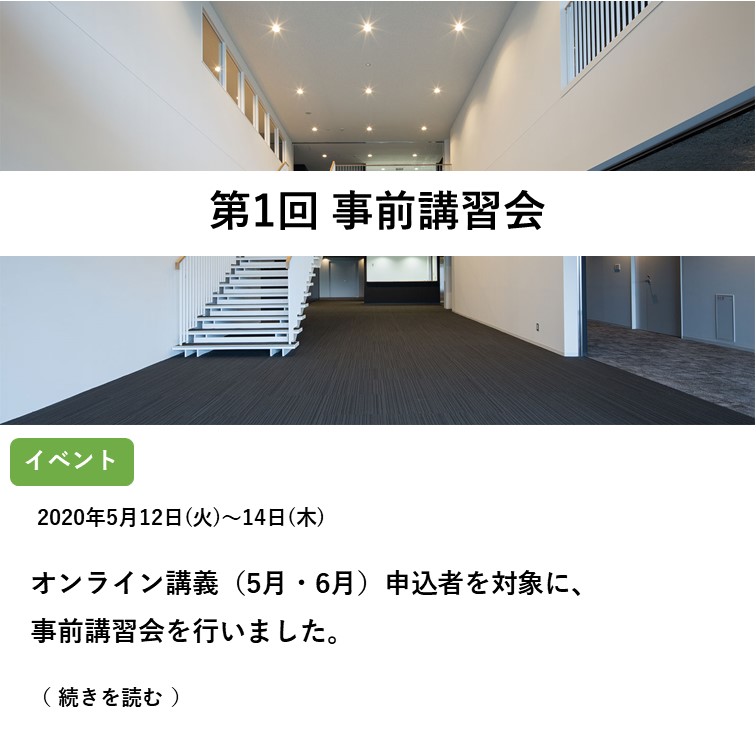 第1回 事前講習会
イベント
2020年5月12日(火)～14日(木)
オンライン講義（5月・6月）申込者を対象に、
事前講習会を行いました。
（ 続きを読む ）